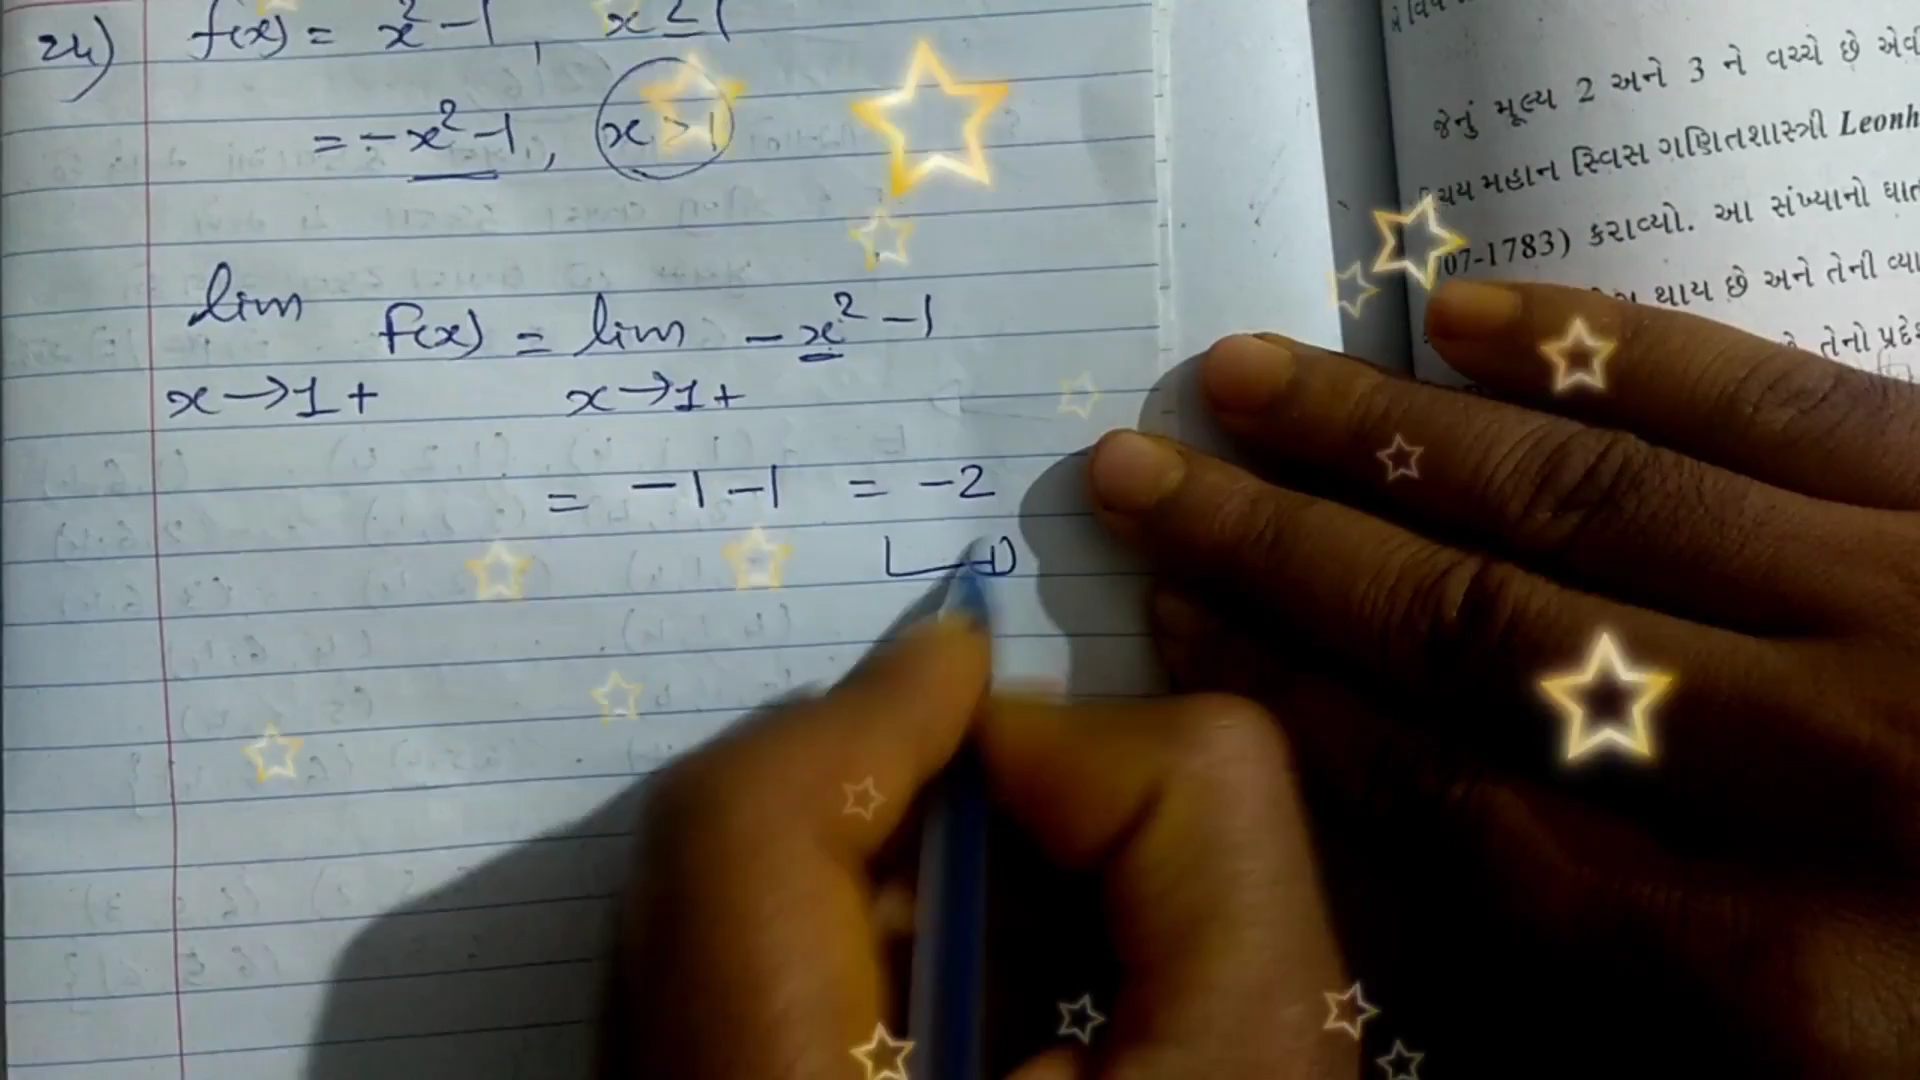 24) f(x) = x² - 1, x ≤ 1
= - x² - 1, x > 1
lim f(x) = lim - x² - 1
x → 1+ x → 1+
= - 1 - 1 = - 2
જેનું મૂલ્ય 2 અને 3 ને વચ્ચે છે એવી
મહાન સ્વિસ ગણિતશાસ્ત્રી Leonh
07-1783) કરાવ્યો. આ સંખ્યાનો ઘાત
થાય છે અને તેની વ્યા
તેનો પ્રદેશ